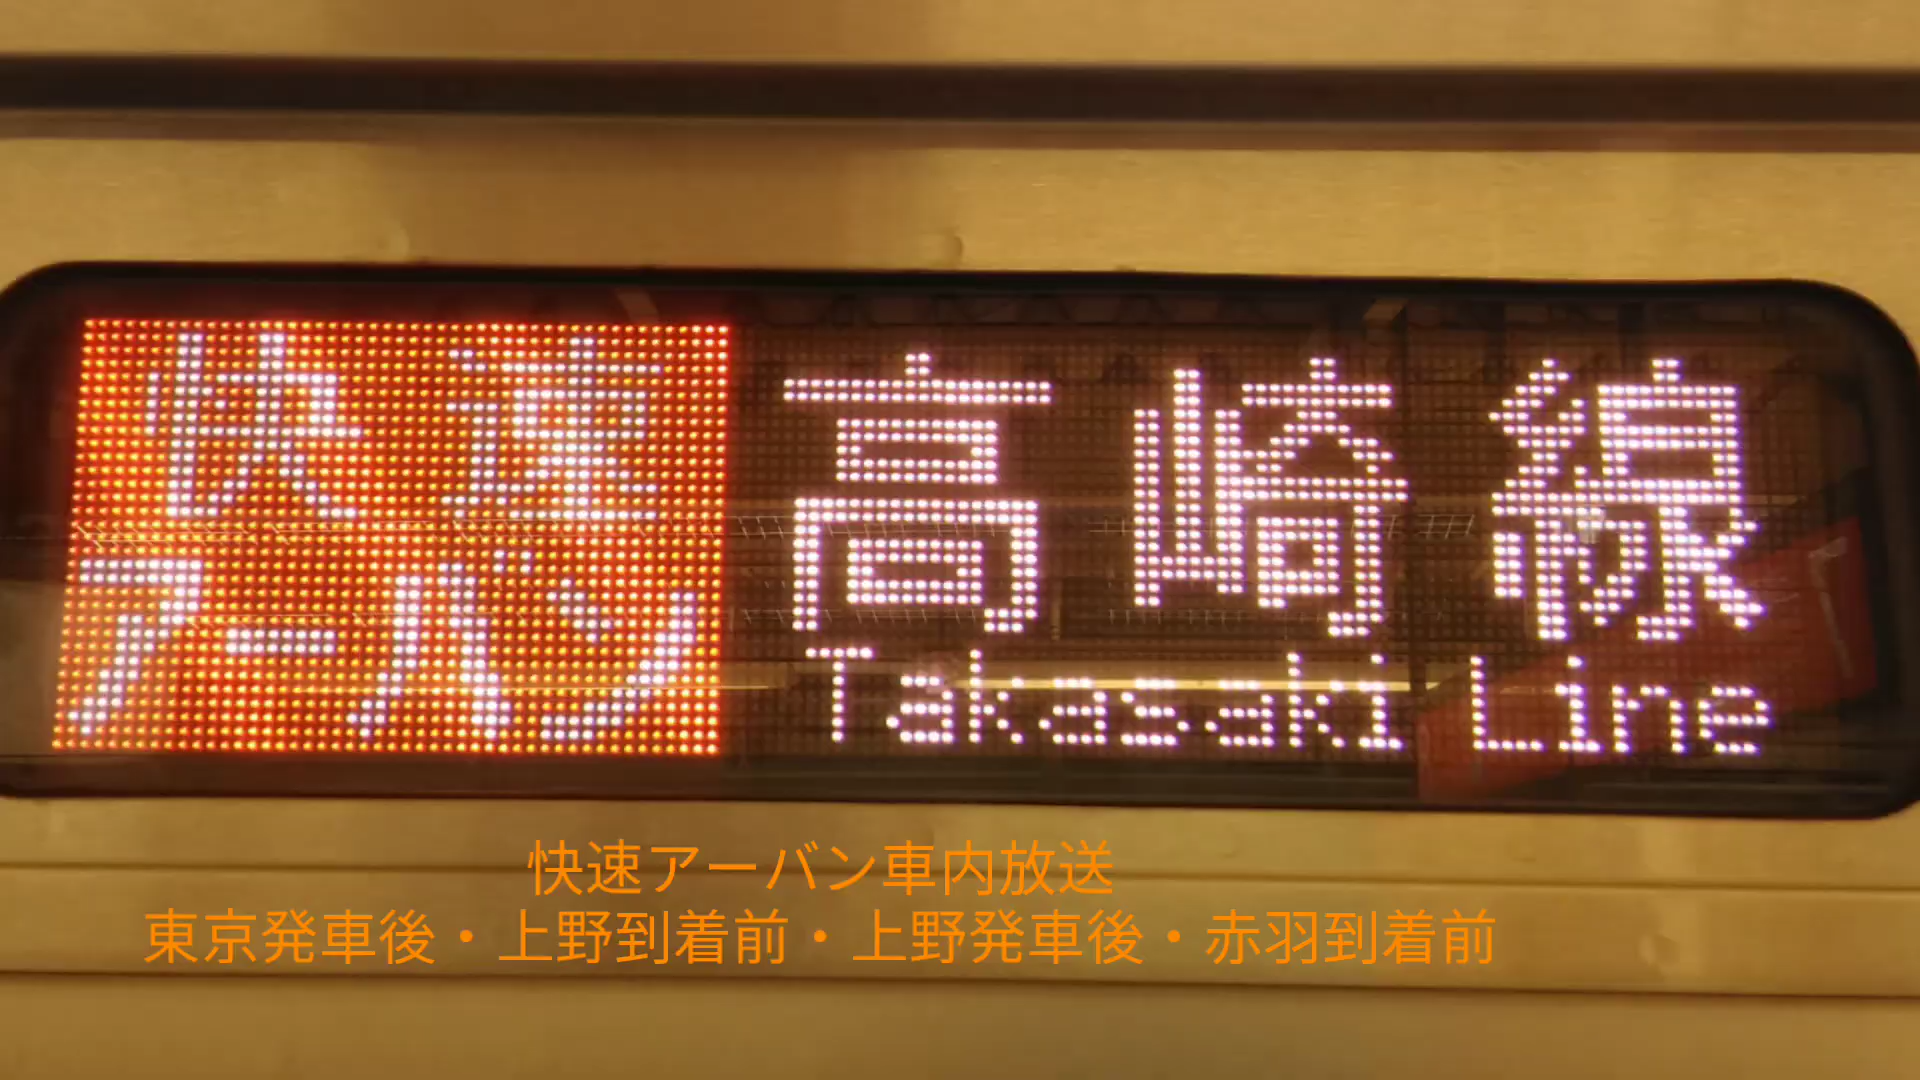 快速
アーバン
高崎線
Takasaki Line
快速アーバン車内放送
東京発車後・上野到着前・上野発車後・赤羽到着前